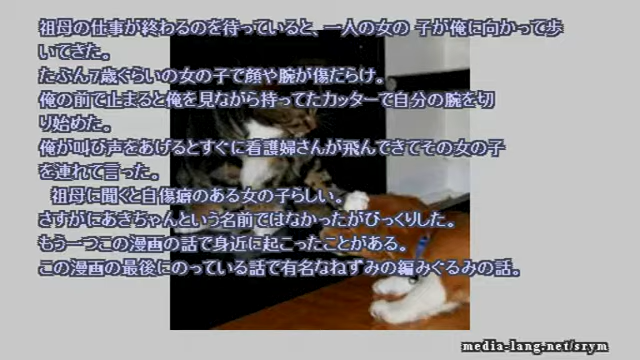 祖母の仕事が終わるのを待っていると、一人の女の 子が俺に向かって歩
いてきた。
たぶん7歳ぐらいの女の子で顔や腕が傷だらけ。
俺の前で止まると俺を見ながら持ってたカッターで自分の腕を切
り始めた。
俺が叫び声をあげるとすぐに看護婦さんが飛んできてその女の子
を連れて言った。
祖母に聞くと自傷癖のある女の子らしい。
さすがにあきちゃんという名前ではなかったがびっくりした。
もう一つこの漫画の話で身近に起こったことがある。
この漫画の最後にのっている話で有名なねずみの編みぐるみの話。
media-lang.net/srym